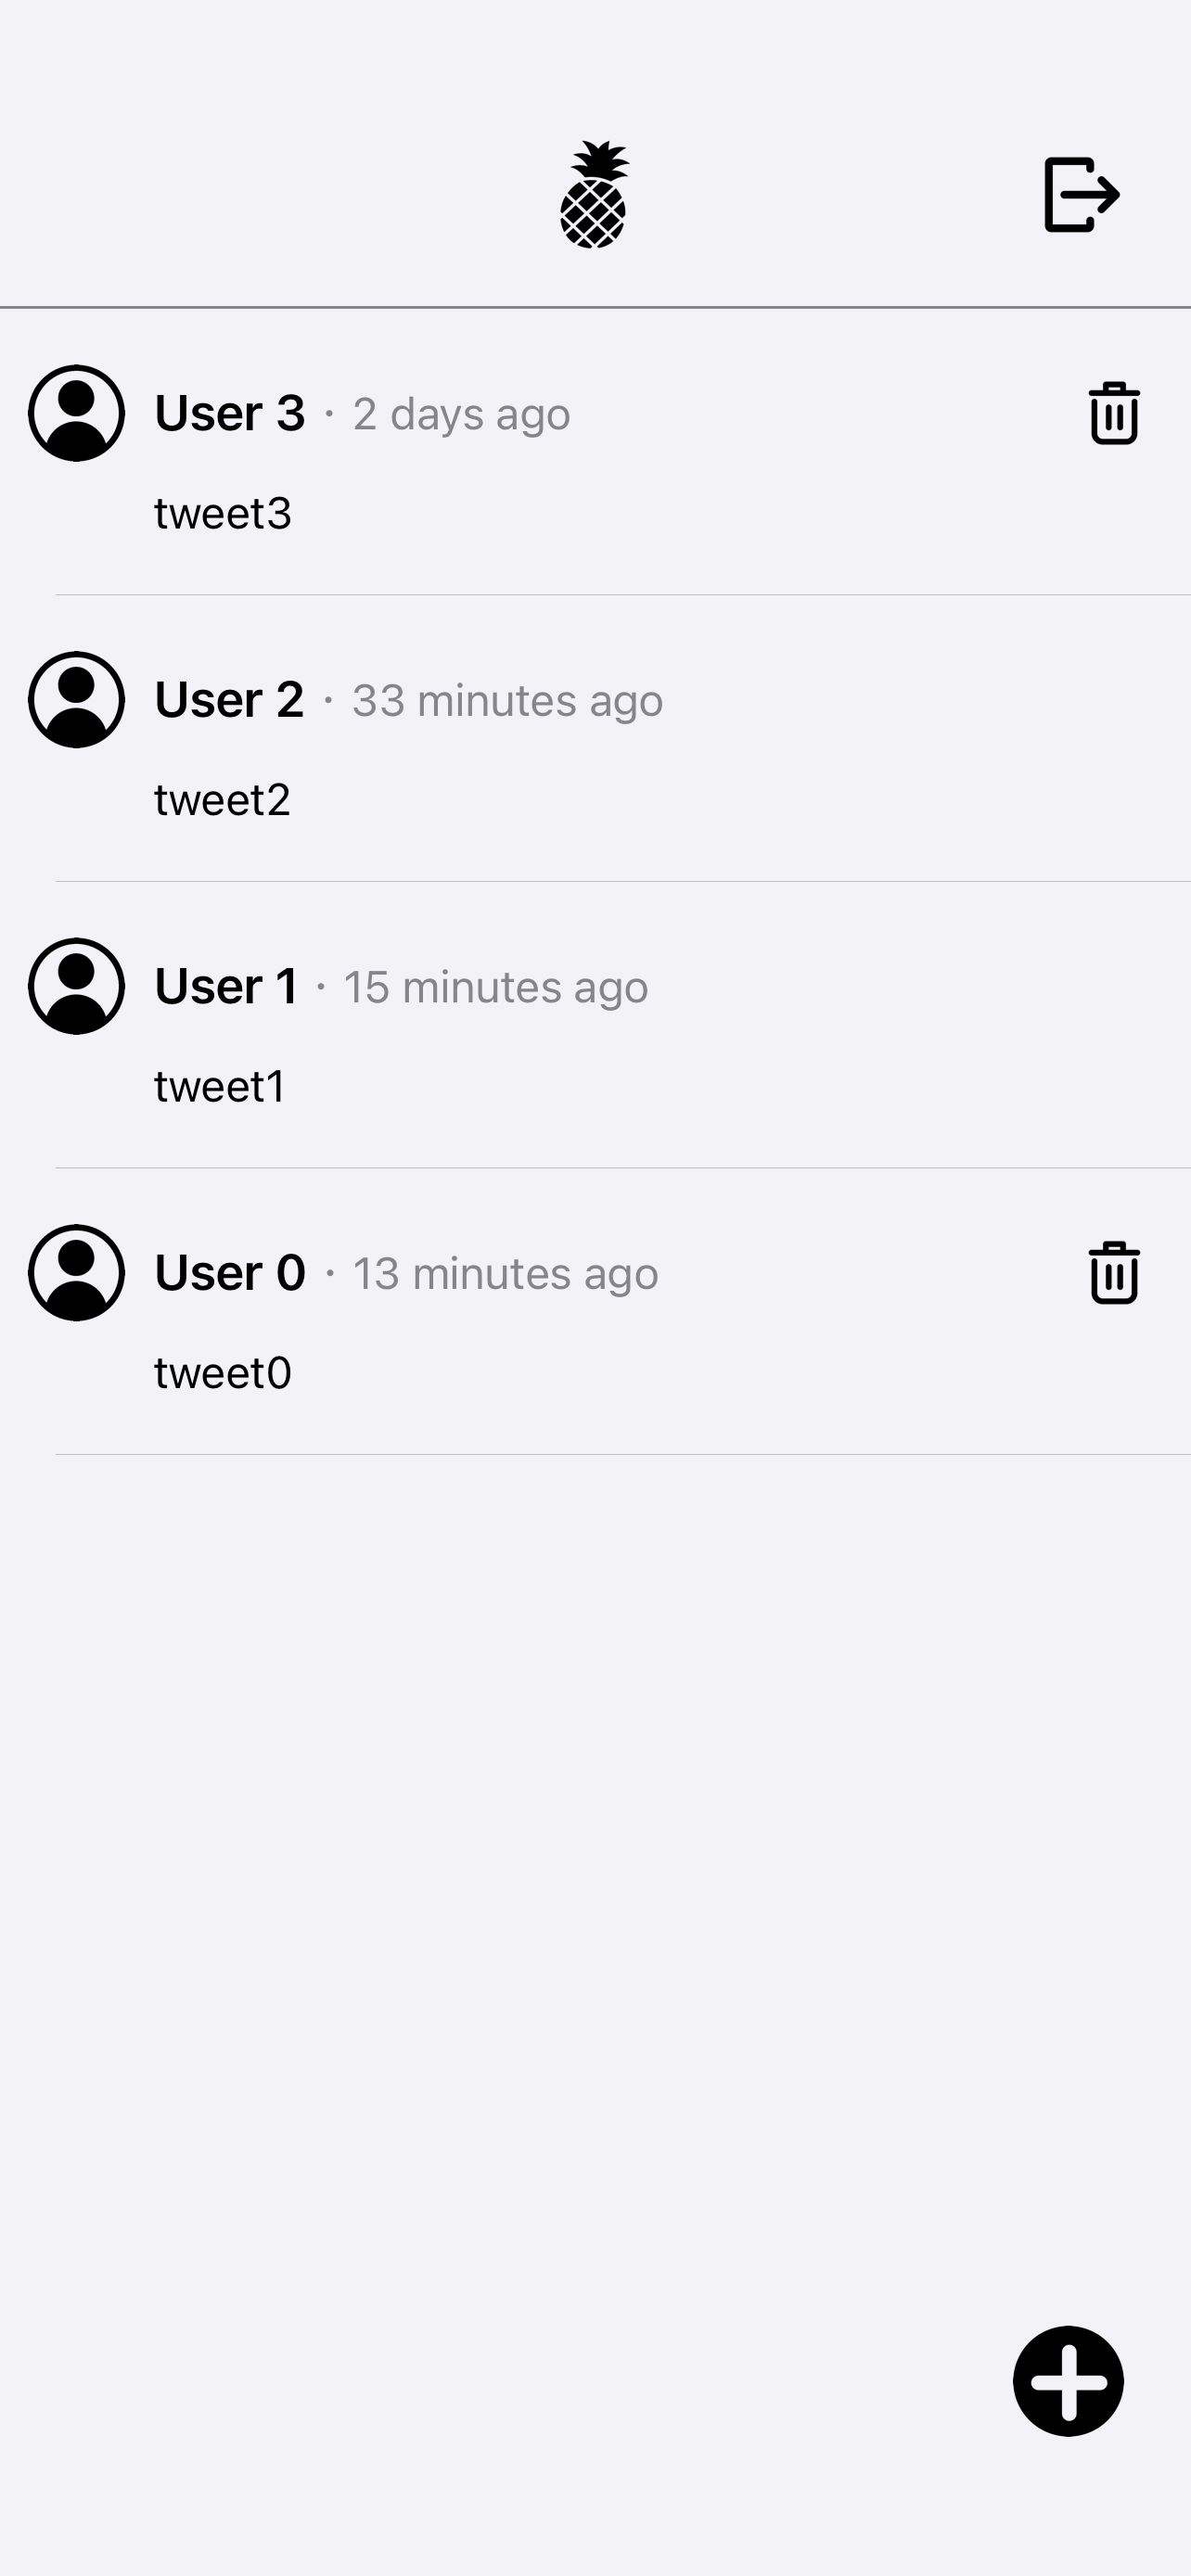 User 3 · 2 days ago
tweet3
User 2 · 33 minutes ago
tweet2
User 1 · 15 minutes ago
tweet1
User 0 · 13 minutes ago
tweet0